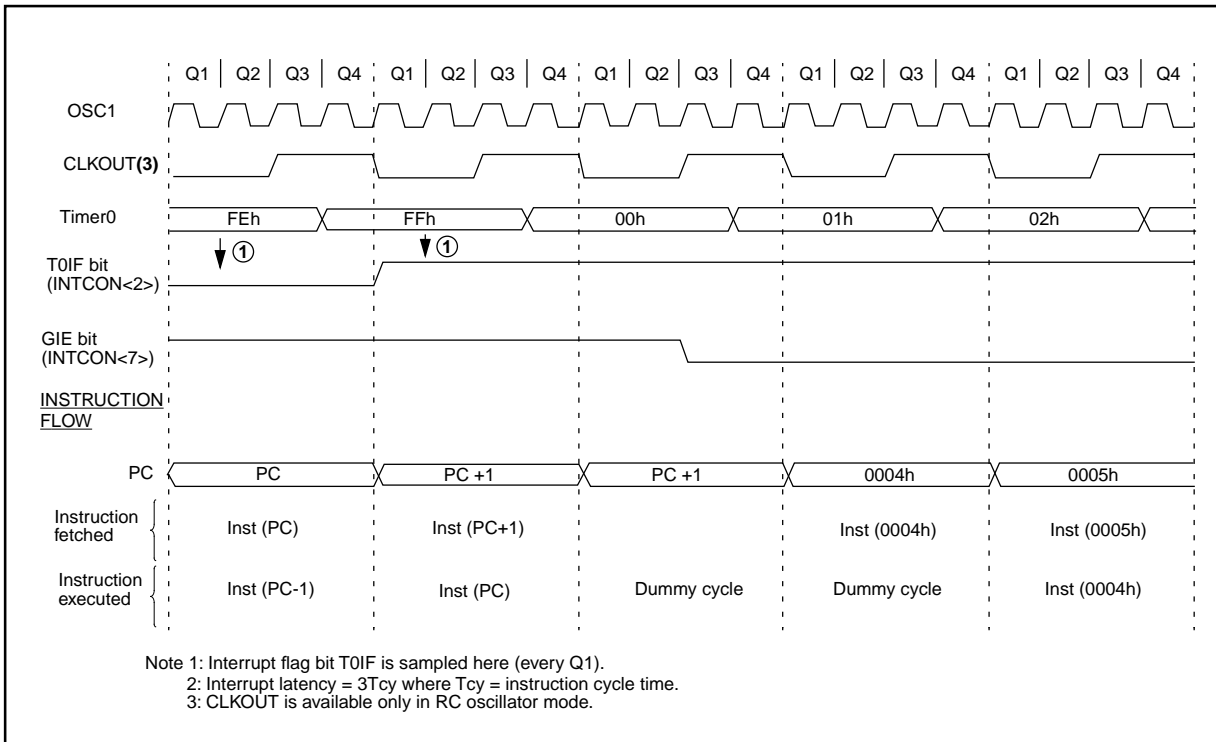 Q1 Q2 Q3 Q4 Q1 Q2 Q3 Q4 Q1 Q2 Q3 Q4 Q1 Q2 Q3 Q4 Q1 Q2 Q3 Q4
OSC1
CLKOUT(3)
Timer0 FEh FFh 00h 01h 02h
1 1
T0IF bit
(INTCON<2>)
GIE bit
(INTCON<7>)
INSTRUCTION
FLOW
PC PC PC +1 PC +1 0004h 0005h
Instruction
fetched
Inst (PC) Inst (PC+1) Inst (0004h) Inst (0005h)
Instruction
executed
Inst (PC-1) Inst (PC) Dummy cycle Dummy cycle Inst (0004h)
Note 1: Interrupt flag bit T0IF is sampled here (every Q1).
2: Interrupt latency = 3Tcy where Tcy = instruction cycle time.
3: CLKOUT is available only in RC oscillator mode.